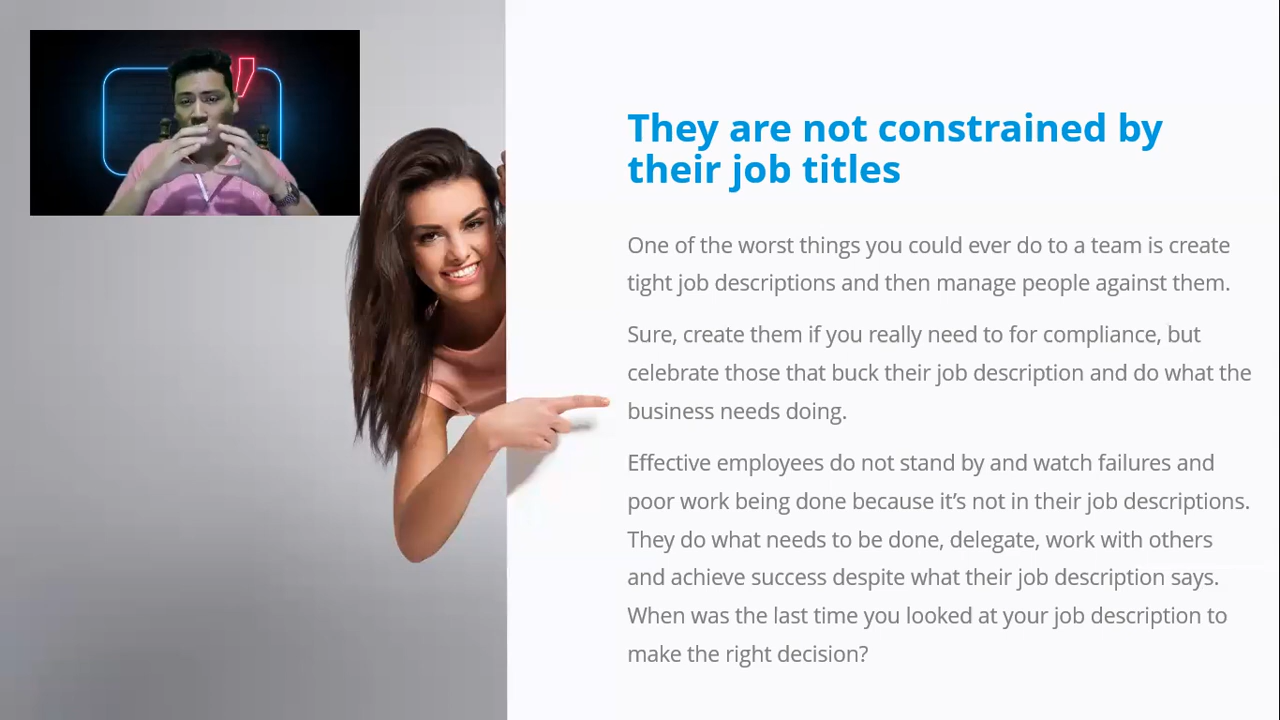 They are not constrained by
their job titles
One of the worst things you could ever do to a team is create
tight job descriptions and then manage people against them.
Sure, create them if you really need to for compliance, but
celebrate those that buck their job description and do what the
business needs doing.
Effective employees do not stand by and watch failures and
poor work being done because it’s not in their job descriptions.
They do what needs to be done, delegate, work with others
and achieve success despite what their job description says.
When was the last time you looked at your job description to
make the right decision?